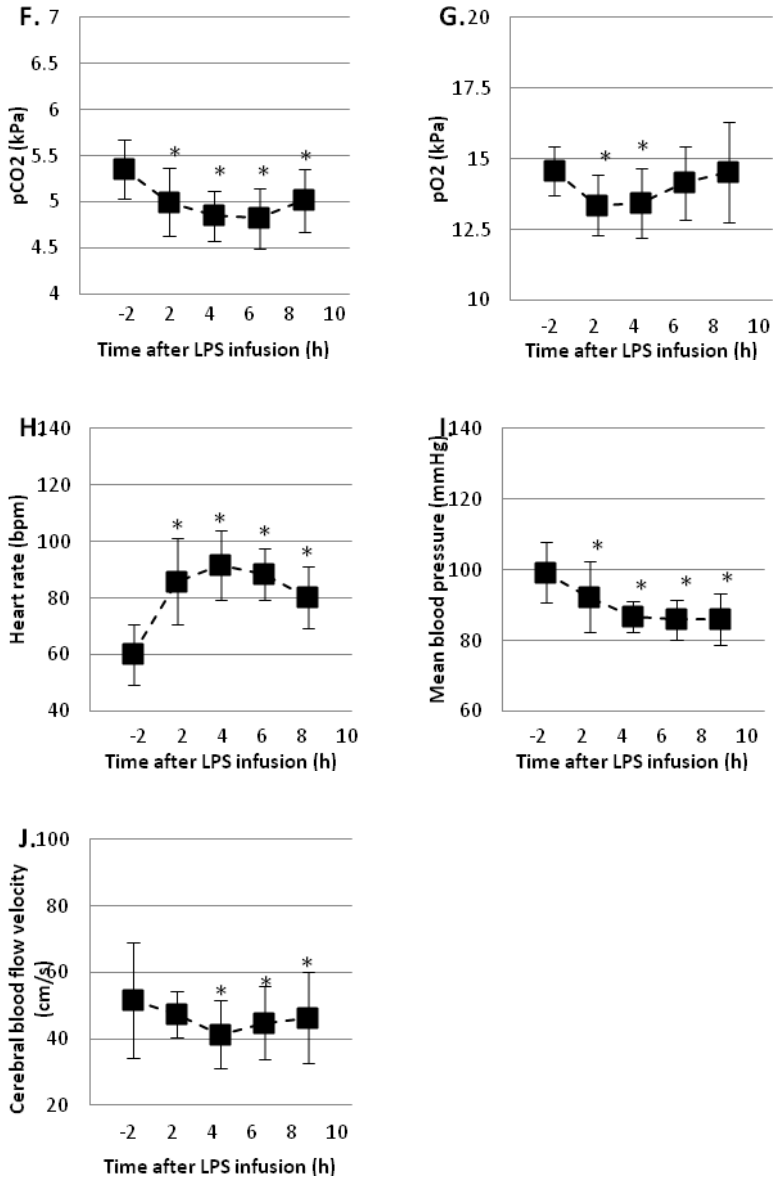 F.
pCO2 (kPa)
7
6.5
6
5.5
5
4.5
4
* * * *
-2 2 4 6 8 10
Time after LPS infusion (h)
G.
pO2 (kPa)
20
17.5
15
12.5
10
* *
-2 2 4 6 8 10
Time after LPS infusion (h)
H.
Heart rate (bpm)
140
120
100
80
60
40
* * * *
-2 2 4 6 8 10
Time after LPS infusion (h)
I.
Mean blood pressure (mmHg)
140
120
100
80
60
* * * *
-2 2 4 6 8 10
Time after LPS infusion (h)
J.
Cerebral blood flow velocity
(cm/s)
100
80
60
40
20
* * *
-2 2 4 6 8 10
Time after LPS infusion (h)